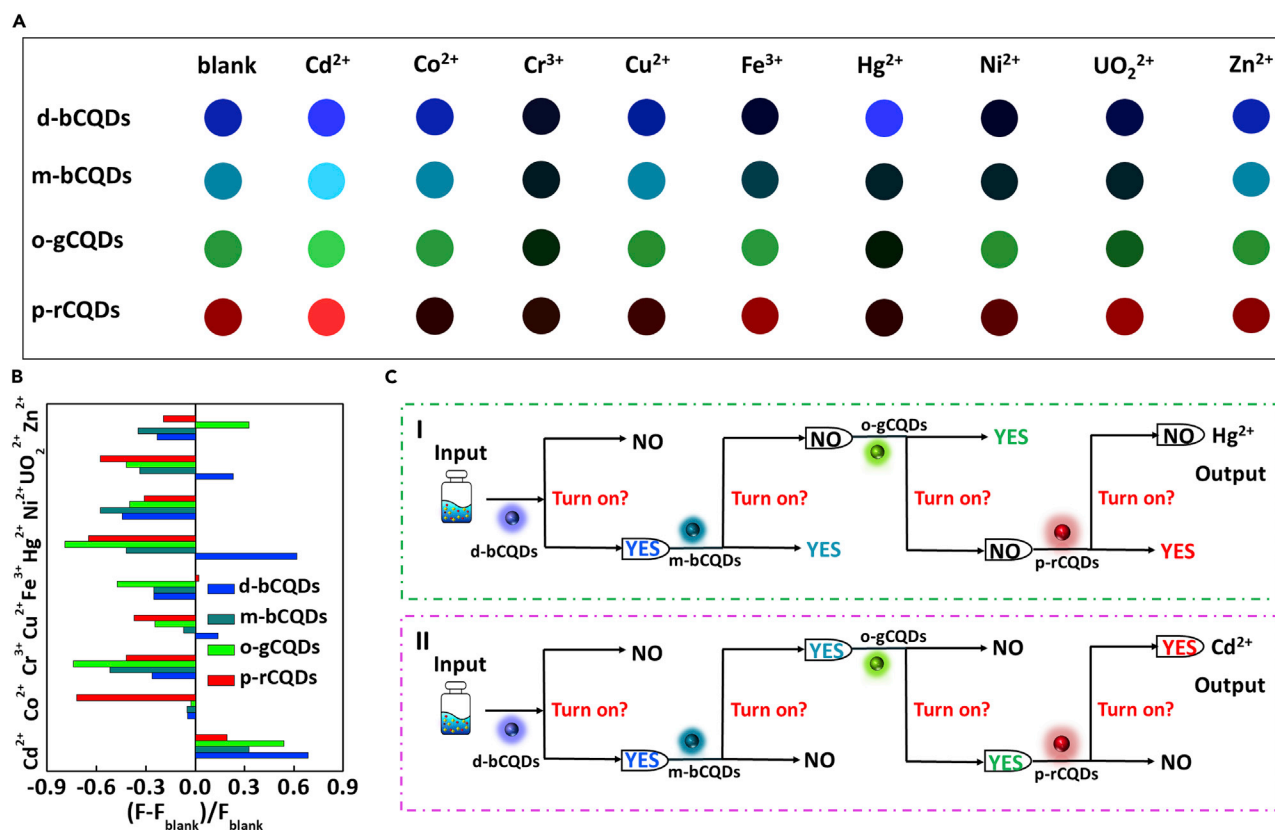 A
blank Cd²⁺ Co²⁺ Cr³⁺ Cu²⁺ Fe³⁺ Hg²⁺ Ni²⁺ UO₂²⁺ Zn²⁺
d-bCQDs
m-bCQDs
o-gCQDs
p-rCQDs
B
Zn²⁺
UO₂²⁺
Ni²⁺
Hg²⁺
Fe³⁺
Cu²⁺
Cr³⁺
Co²⁺
Cd²⁺
d-bCQDs
m-bCQDs
o-gCQDs
p-rCQDs
-0.9 -0.6 -0.3 0.0 0.3 0.6 0.9
(F-F_blank)/F_blank
C
I
Input
d-bCQDs
NO
Turn on?
YES
m-bCQDs
NO
Turn on?
YES
o-gCQDs
YES
Turn on?
NO
p-rCQDs
NO
Hg²⁺
Output
Turn on?
YES
II
Input
d-bCQDs
NO
Turn on?
YES
m-bCQDs
YES
Turn on?
NO
o-gCQDs
NO
Turn on?
YES
p-rCQDs
YES
Cd²⁺
Output
Turn on?
NO